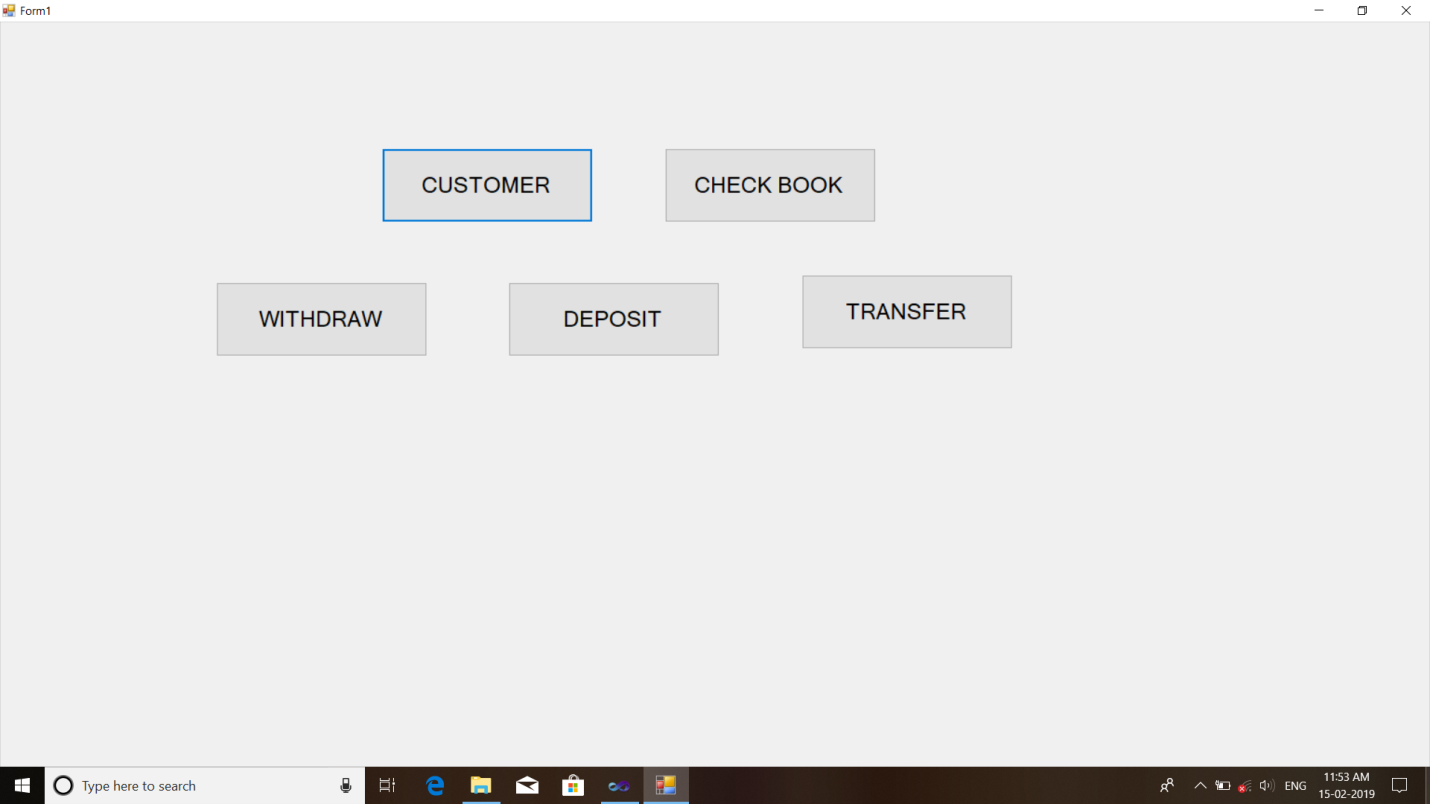 Form1
CUSTOMER
CHECK BOOK
WITHDRAW
DEPOSIT
TRANSFER
Type here to search
ENG
11:53 AM
15-02-2019